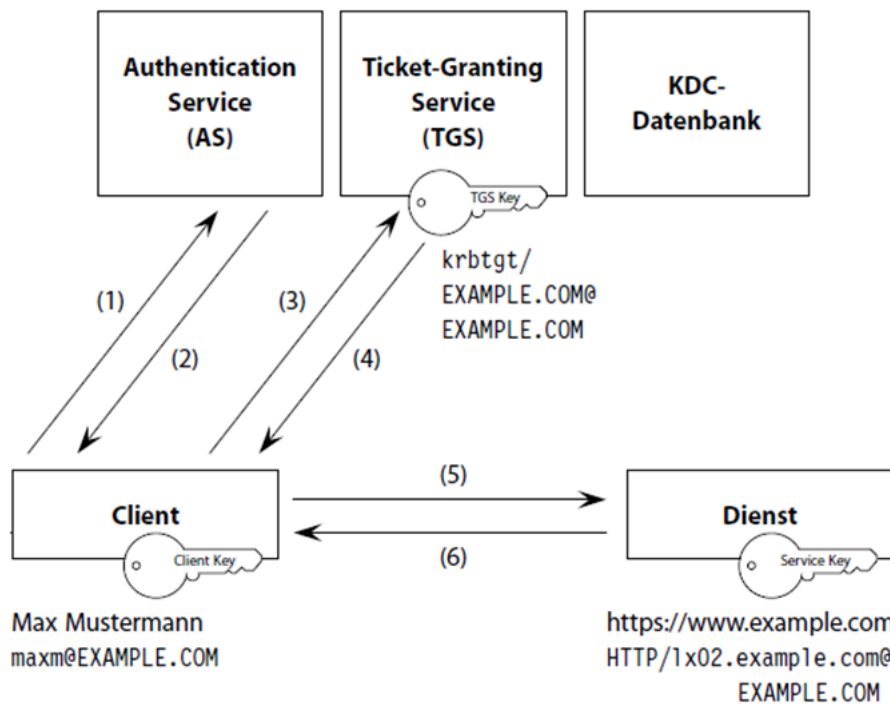 Authentication
Service
(AS)
Ticket-Granting
Service
(TGS)
KDC-
Datenbank
TGS Key
krbtgt/
EXAMPLE.COM@
EXAMPLE.COM
(1)
(2)
(3)
(4)
Client
Client Key
(5)
(6)
Dienst
Service Key
Max Mustermann
maxm@EXAMPLE.COM
https://www.example.com
HTTP/lx02.example.com@
EXAMPLE.COM